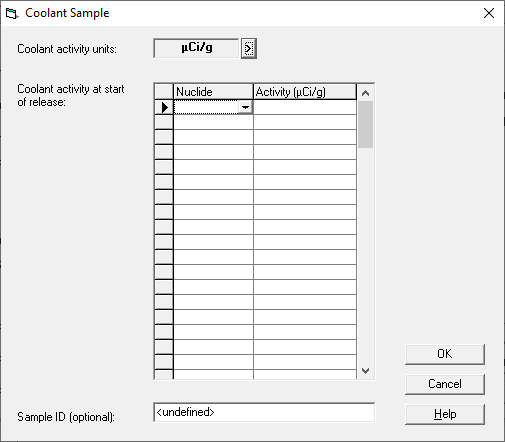 Coolant Sample
Coolant activity units:
µCi/g
>
Coolant activity at start
of release:
Nuclide
Activity (µCi/g)
OK
Cancel
Help
Sample ID (optional):
<undefined>